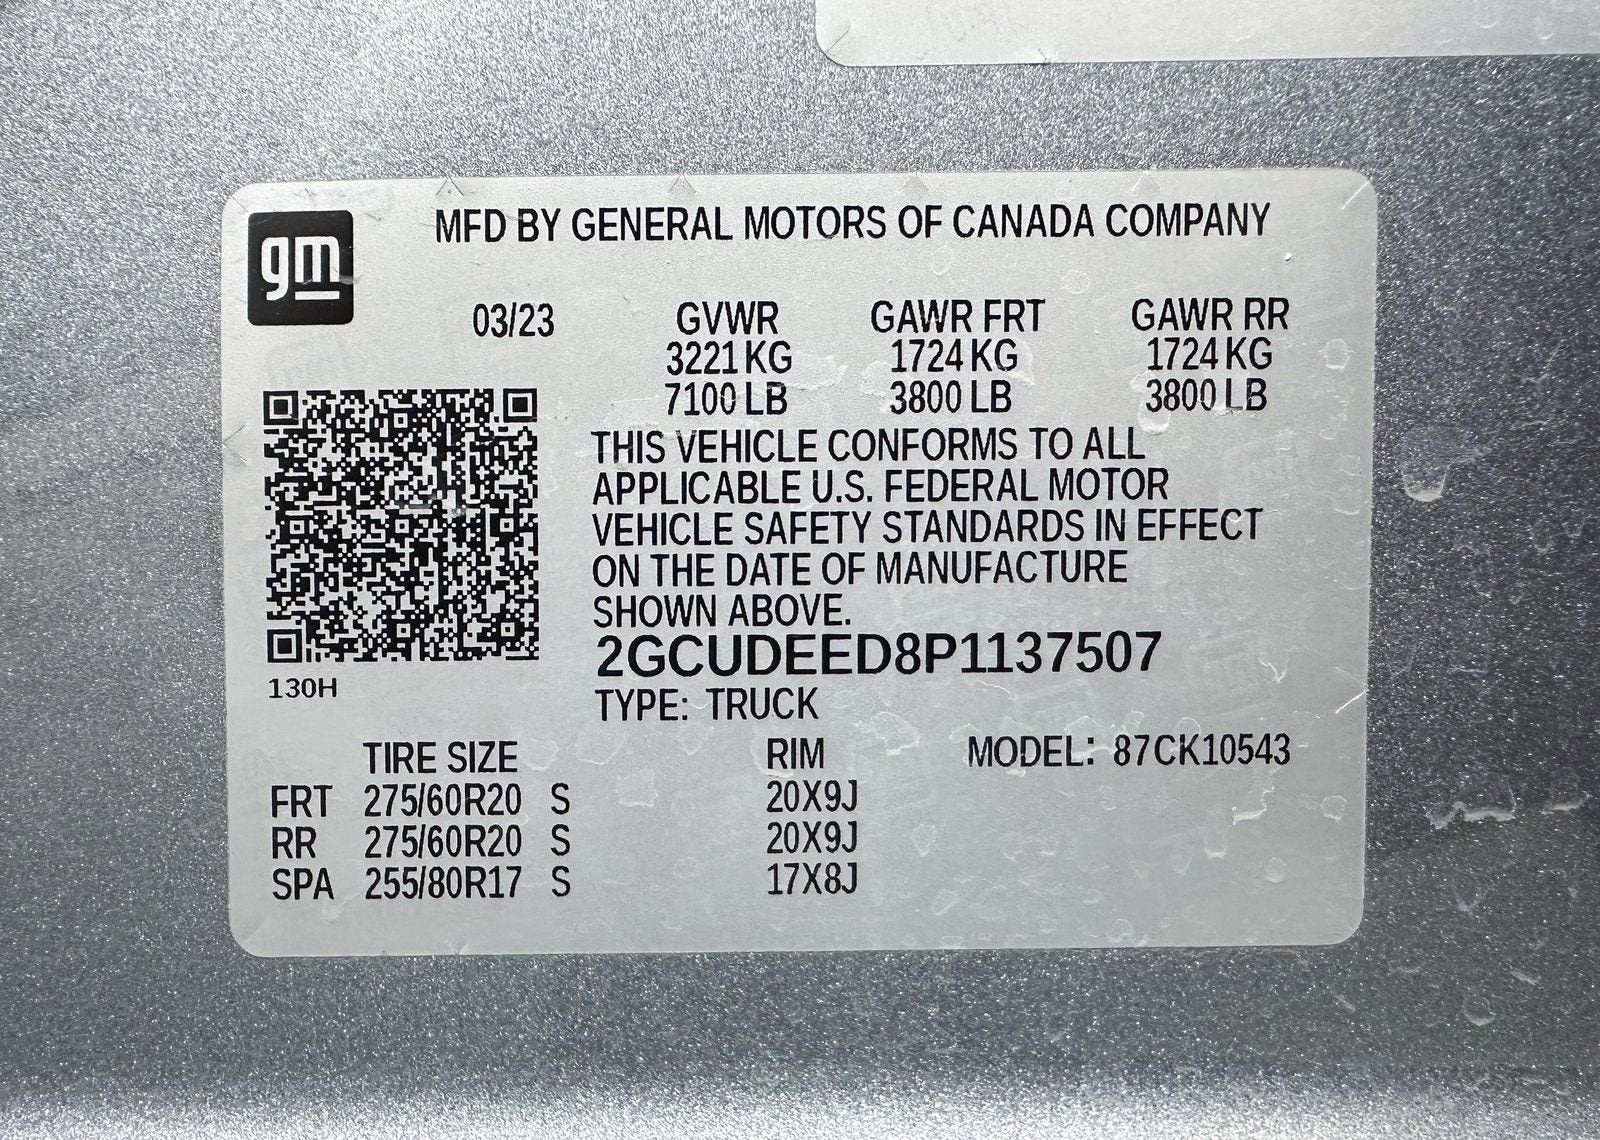 gm
MFD BY GENERAL MOTORS OF CANADA COMPANY
03/23 GVWR GAWR FRT GAWR RR
3221 KG 1724 KG 1724 KG
7100 LB 3800 LB 3800 LB
THIS VEHICLE CONFORMS TO ALL
APPLICABLE U.S. FEDERAL MOTOR
VEHICLE SAFETY STANDARDS IN EFFECT
ON THE DATE OF MANUFACTURE
SHOWN ABOVE.
2GCUDEED8P1137507
130H
TYPE: TRUCK
TIRE SIZE RIM MODEL: 87CK10543
FRT 275/60R20 S 20X9J
RR 275/60R20 S 20X9J
SPA 255/80R17 S 17X8J